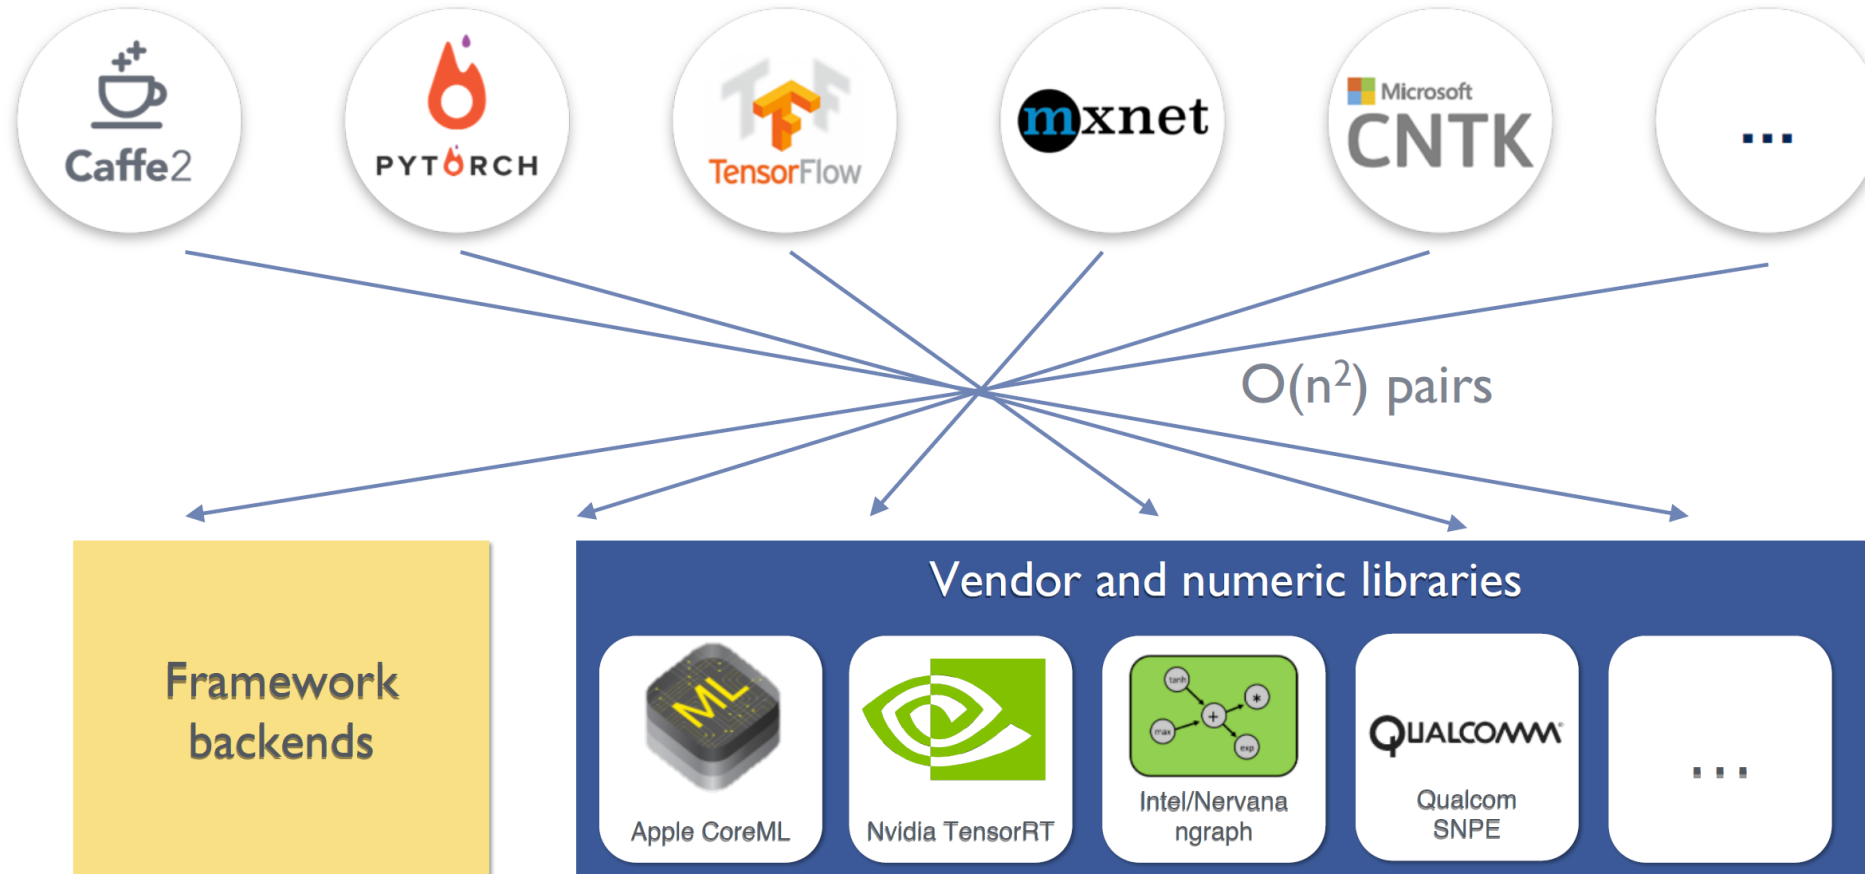 Caffe2
PYTORCH
TensorFlow
mxnet
Microsoft
CNTK
...
O(n²) pairs
Framework
backends
Vendor and numeric libraries
ML
Apple CoreML
Nvidia TensorRT
tanh
*
+
max
exp
Intel/Nervana
ngraph
QUALCOMM®
Qualcom
SNPE
...